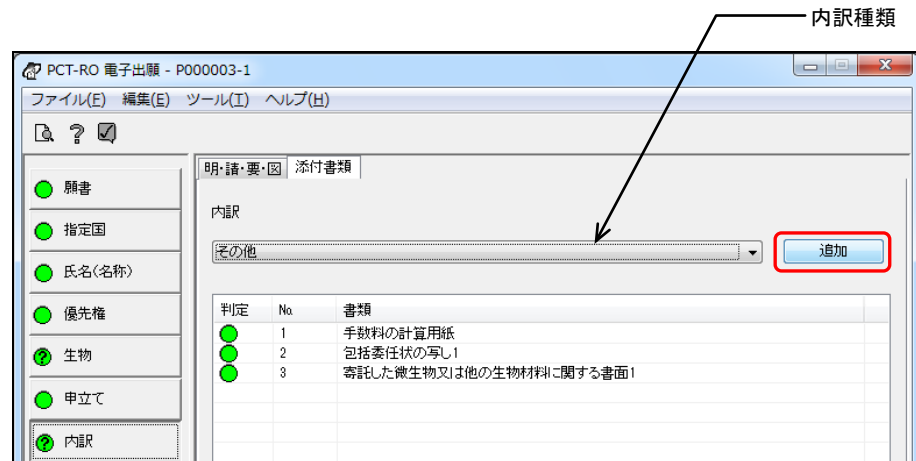 内訳種類
PCT-RO 電子出願 - P000003-1
ファイル(F) 編集(E) ツール(T) ヘルプ(H)
明・請・要・図 添付書類
願書
内訳
指定国
その他 追加
氏名(名称)
判定 No. 書類
優先権
1 手数料の計算用紙
2 包括委任状の写し1
生物
3 寄託した微生物又は他の生物材料に関する書面1
申立て
内訳